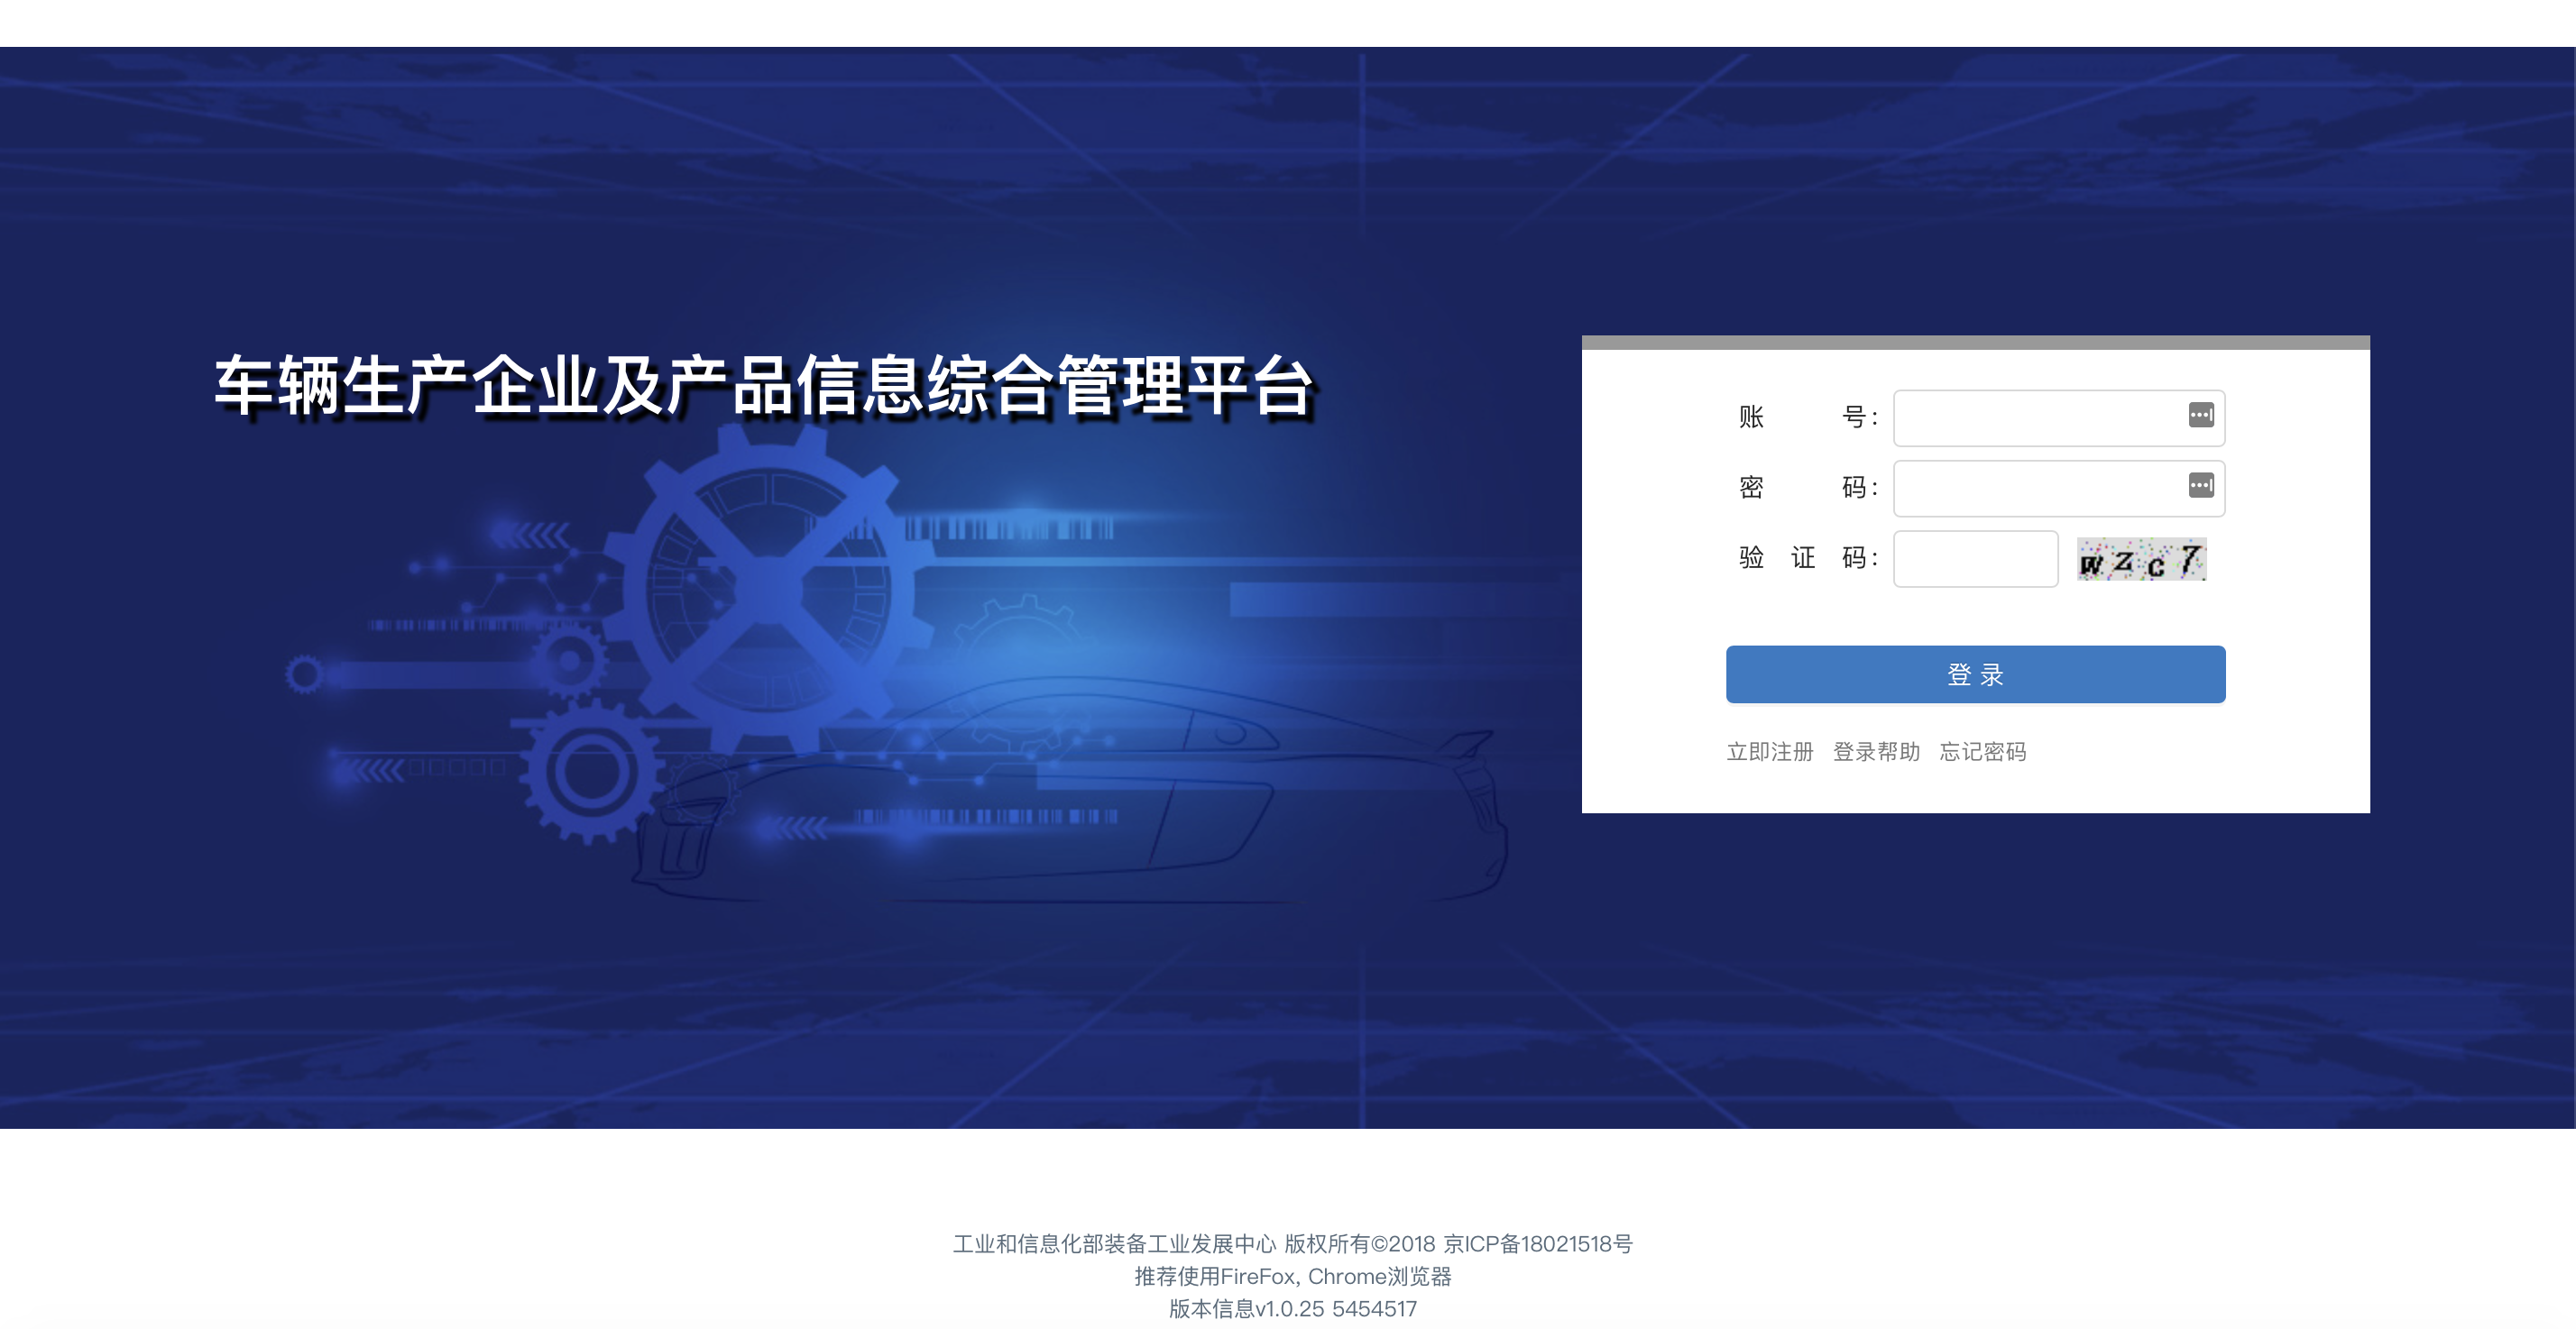 车辆生产企业及产品信息综合管理平台
账号:
密码:
验证码:
wzc7
登 录
立即注册 登录帮助 忘记密码
工业和信息化部装备工业发展中心 版权所有©2018 京ICP备18021518号
推荐使用FireFox, Chrome浏览器
版本信息v1.0.25 5454517